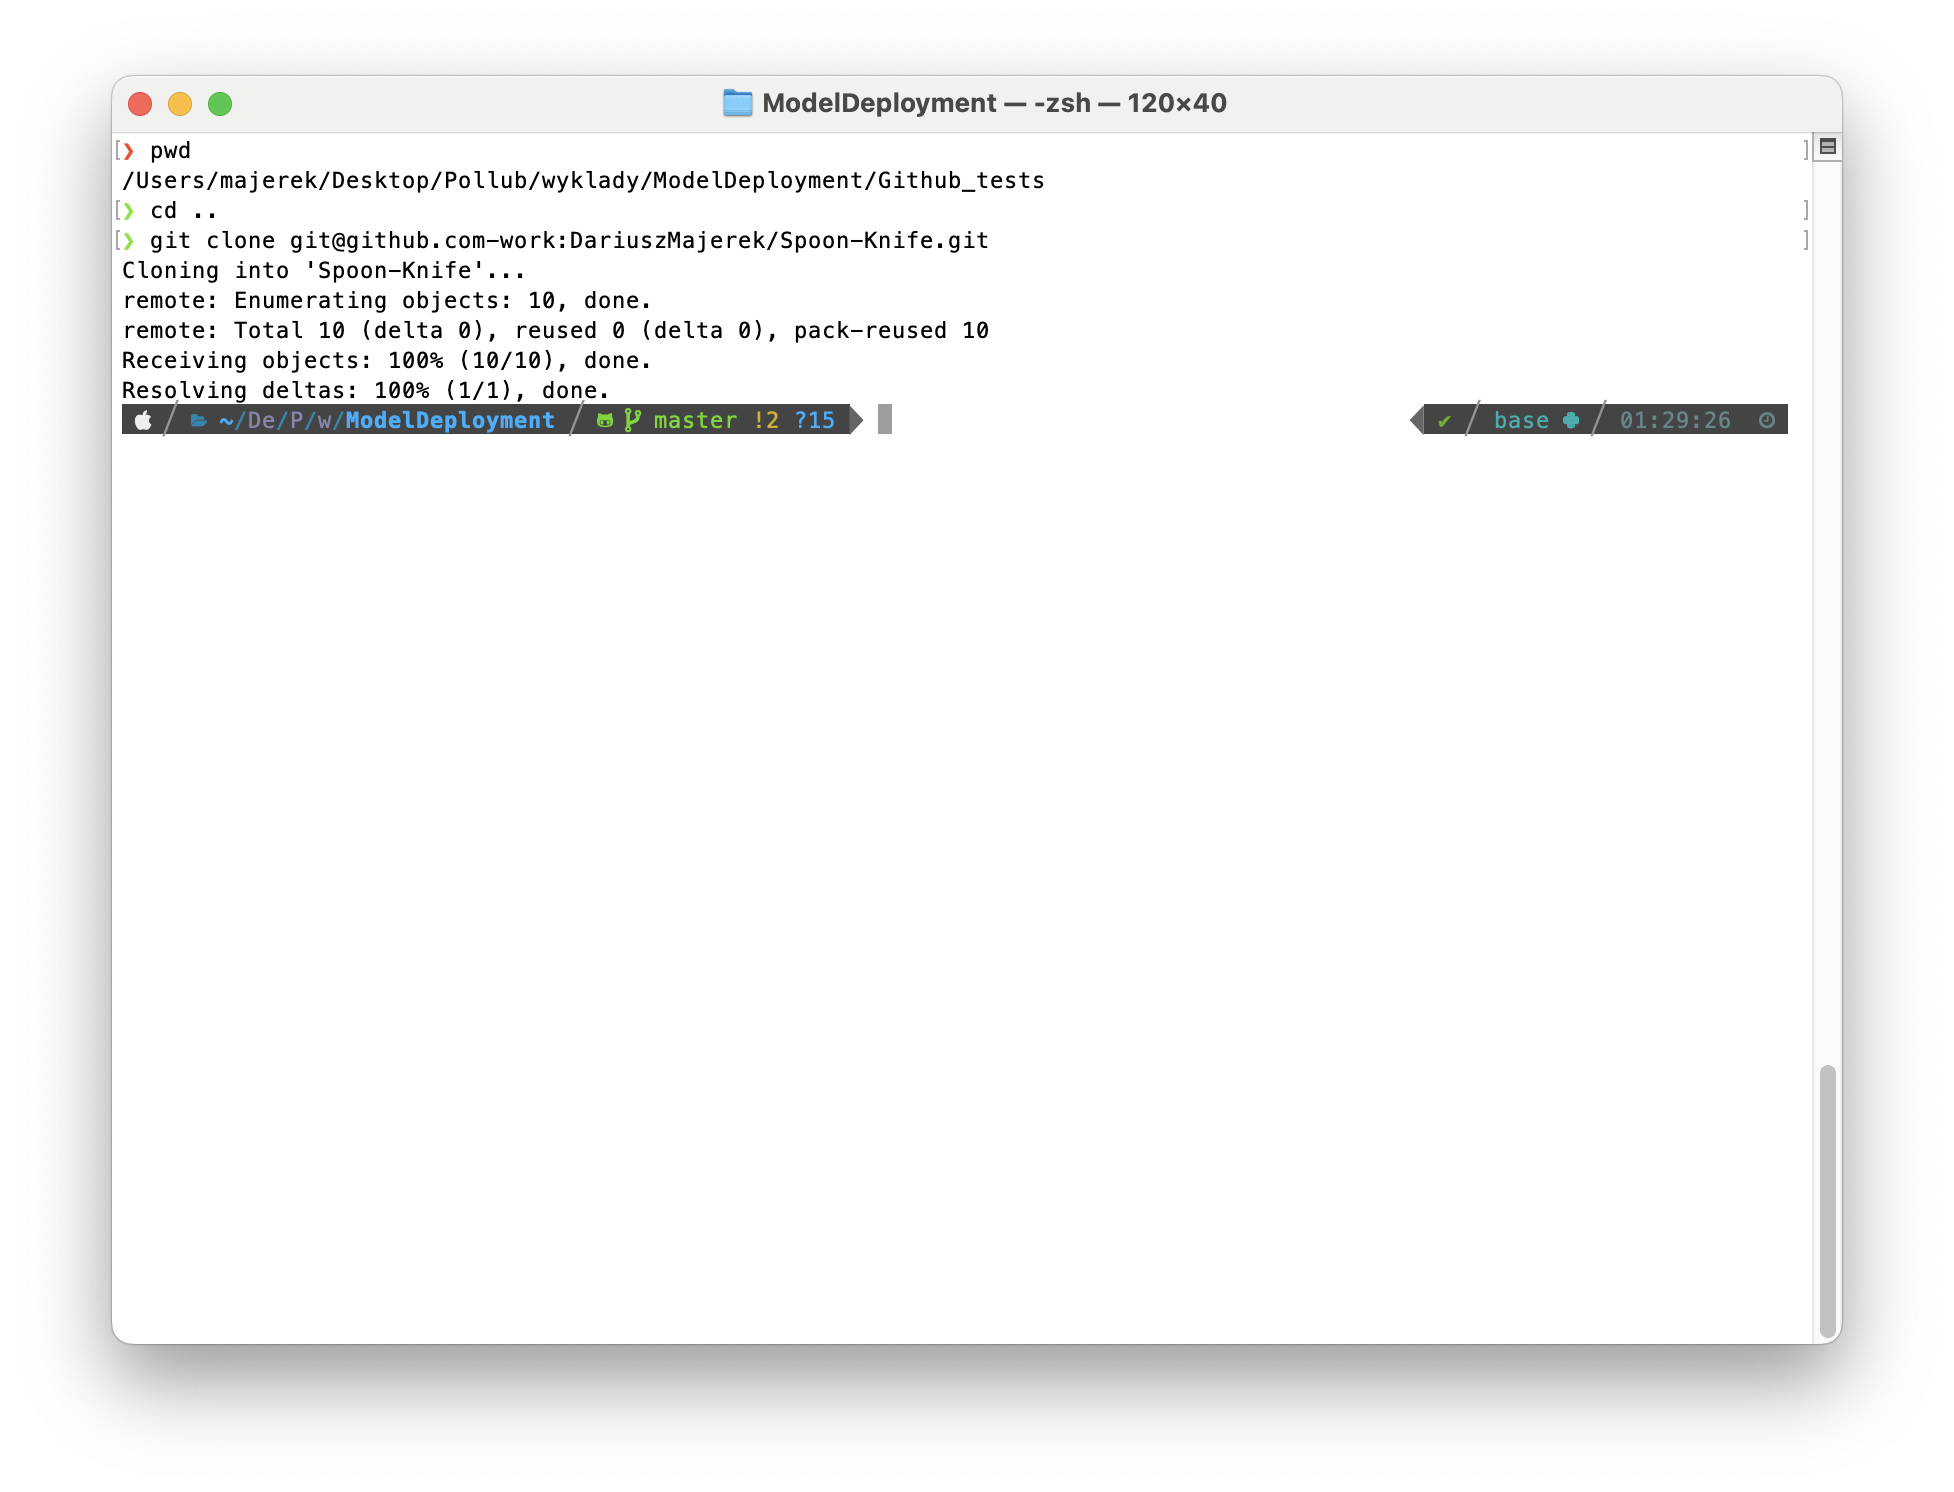 ModelDeployment — -zsh — 120×40
[❯ pwd ]
/Users/majerek/Desktop/Pollub/wyklady/ModelDeployment/Github_tests
[❯ cd .. ]
[❯ git clone git@github.com-work:DariuszMajerek/Spoon-Knife.git ]
Cloning into 'Spoon-Knife'...
remote: Enumerating objects: 10, done.
remote: Total 10 (delta 0), reused 0 (delta 0), pack-reused 10
Receiving objects: 100% (10/10), done.
Resolving deltas: 100% (1/1), done.
~/De/P/w/ModelDeployment master !2 ?15 ✔ base 01:29:26